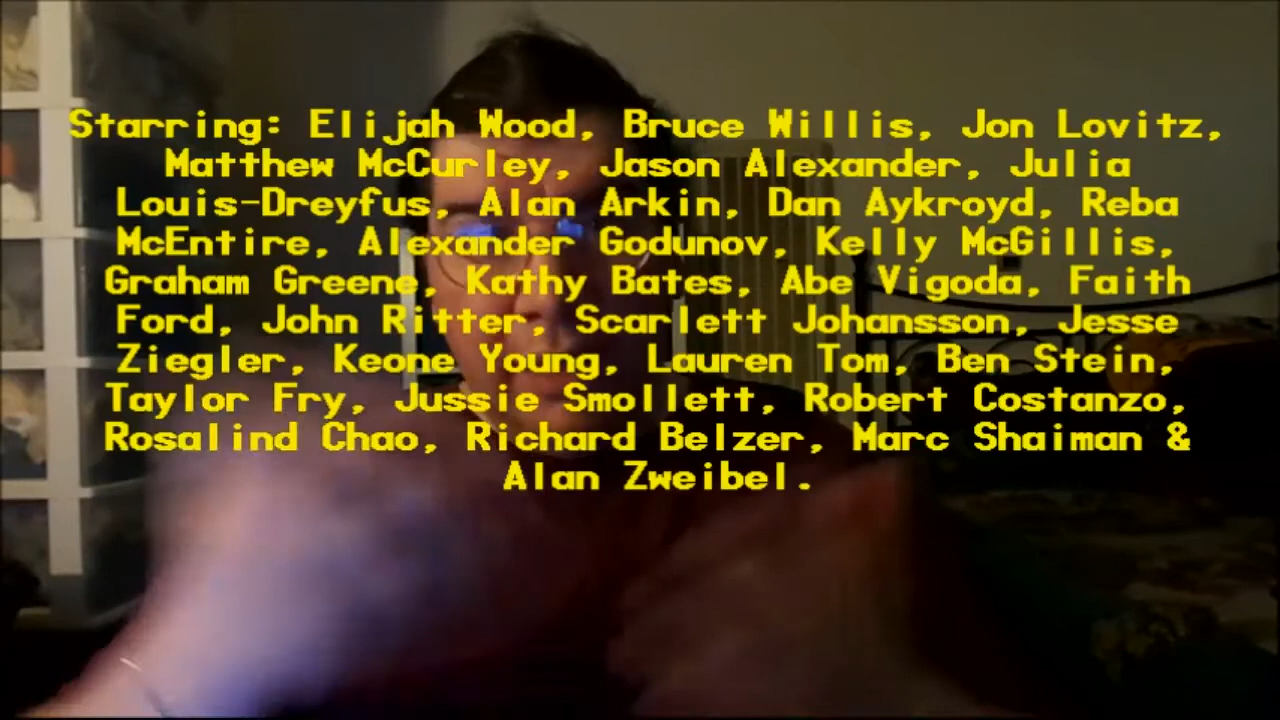 Starring: Elijah Wood, Bruce Willis, Jon Lovitz,
Matthew McCurley, Jason Alexander, Julia
Louis-Dreyfus, Alan Arkin, Dan Aykroyd, Reba
McEntire, Alexander Godunov, Kelly McGillis,
Graham Greene, Kathy Bates, Abe Vigoda, Faith
Ford, John Ritter, Scarlett Johansson, Jesse
Ziegler, Keone Young, Lauren Tom, Ben Stein,
Taylor Fry, Jussie Smollett, Robert Costanzo,
Rosalind Chao, Richard Belzer, Marc Shaiman &
Alan Zweibel.